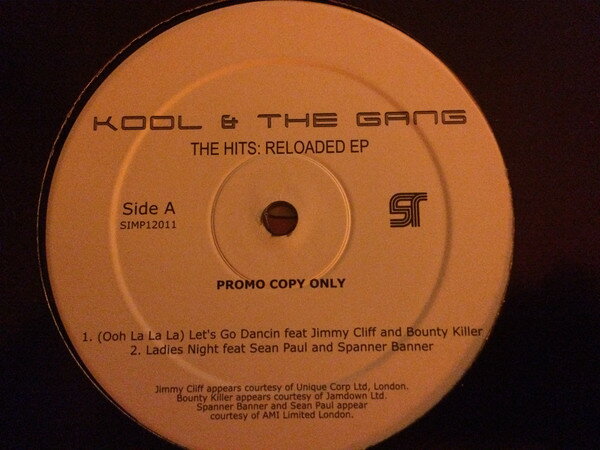 KOOL & THE GANG
THE HITS: RELOADED EP
Side A
SIMP12011
ST
PROMO COPY ONLY
1. (Ooh La La La) Let's Go Dancin feat Jimmy Cliff and Bounty Killer
2. Ladies Night feat Sean Paul and Spanner Banner
Jimmy Cliff appears courtesy of Unique Corp Ltd, London.
Bounty Killer appears courtesy of Jamdown Ltd.
Spanner Banner and Sean Paul appear
courtesy of AMI Limited London.